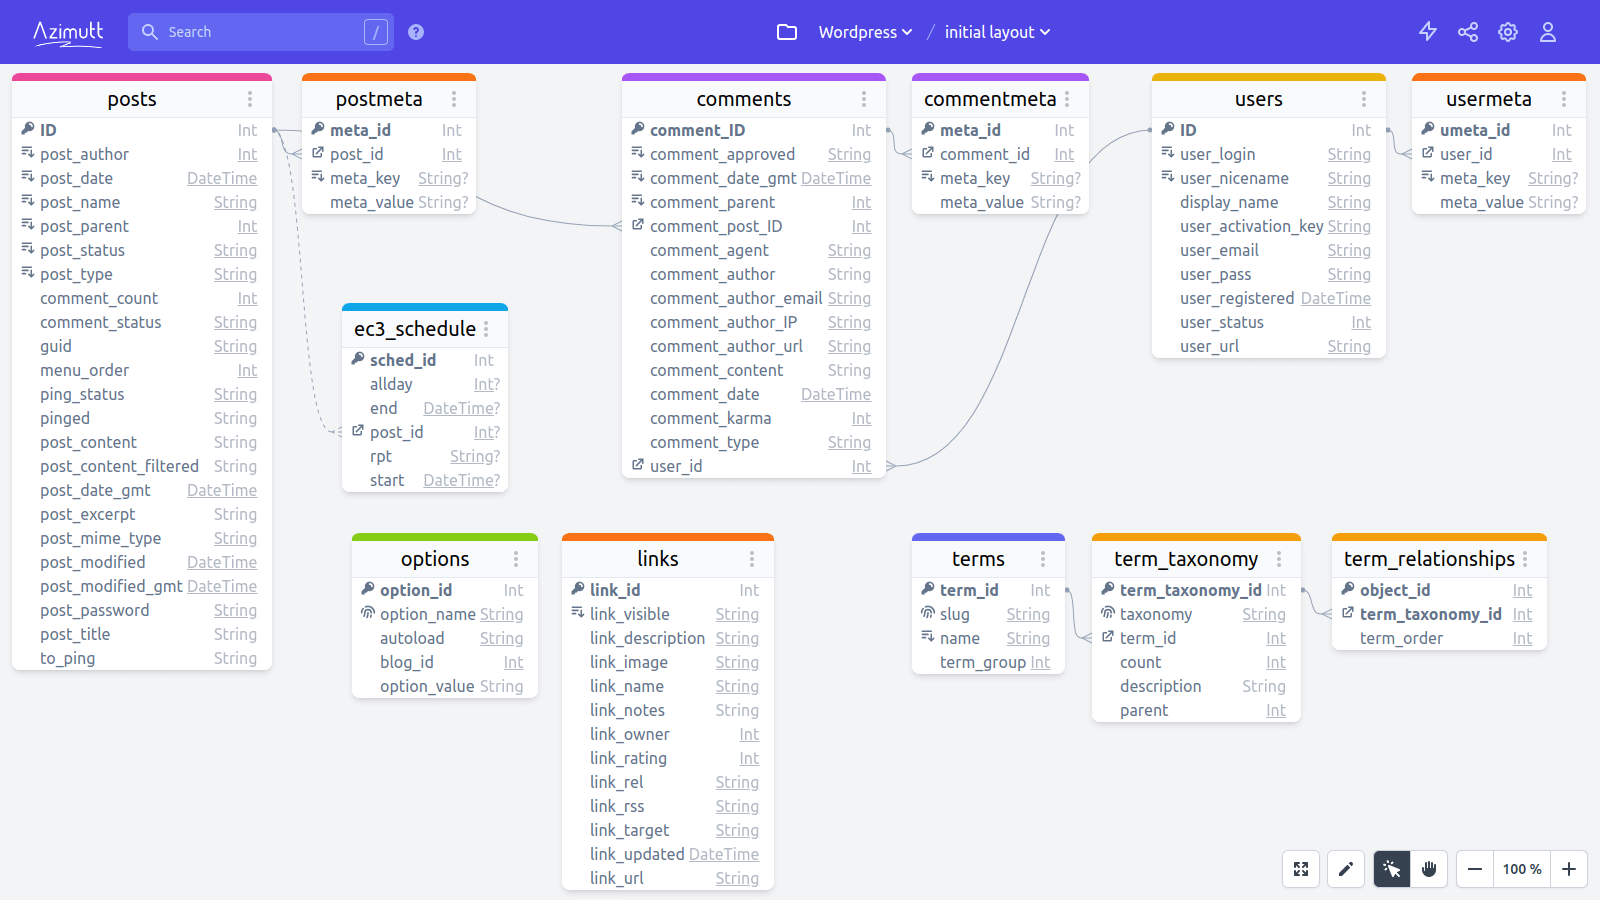 Azimutt
Search
/
?
Wordpress
/
initial layout
posts
ID Int
post_author Int
post_date DateTime
post_name String
post_parent Int
post_status String
post_type String
comment_count Int
comment_status String
guid String
menu_order Int
ping_status String
pinged String
post_content String
post_content_filtered String
post_date_gmt DateTime
post_excerpt String
post_mime_type String
post_modified DateTime
post_modified_gmt DateTime
post_password String
post_title String
to_ping String
postmeta
meta_id Int
post_id Int
meta_key String?
meta_value String?
ec3_schedule
sched_id Int
allday Int?
end DateTime?
post_id Int?
rpt String?
start DateTime?
comments
comment_ID Int
comment_approved String
comment_date_gmt DateTime
comment_parent Int
comment_post_ID Int
comment_agent String
comment_author String
comment_author_email String
comment_author_IP String
comment_author_url String
comment_content String
comment_date DateTime
comment_karma Int
comment_type String
user_id Int
commentmeta
meta_id Int
comment_id Int
meta_key String?
meta_value String?
users
ID Int
user_login String
user_nicename String
display_name String
user_activation_key String
user_email String
user_pass String
user_registered DateTime
user_status Int
user_url String
usermeta
umeta_id Int
user_id Int
meta_key String?
meta_value String?
options
option_id Int
option_name String
autoload String
blog_id Int
option_value String
links
link_id Int
link_visible String
link_description String
link_image String
link_name String
link_notes String
link_owner Int
link_rating Int
link_rel String
link_rss String
link_target String
link_updated DateTime
link_url String
terms
term_id Int
slug String
name String
term_group Int
term_taxonomy
term_taxonomy_id Int
taxonomy String
term_id Int
count Int
description String
parent Int
term_relationships
object_id Int
term_taxonomy_id Int
term_order Int
100 %